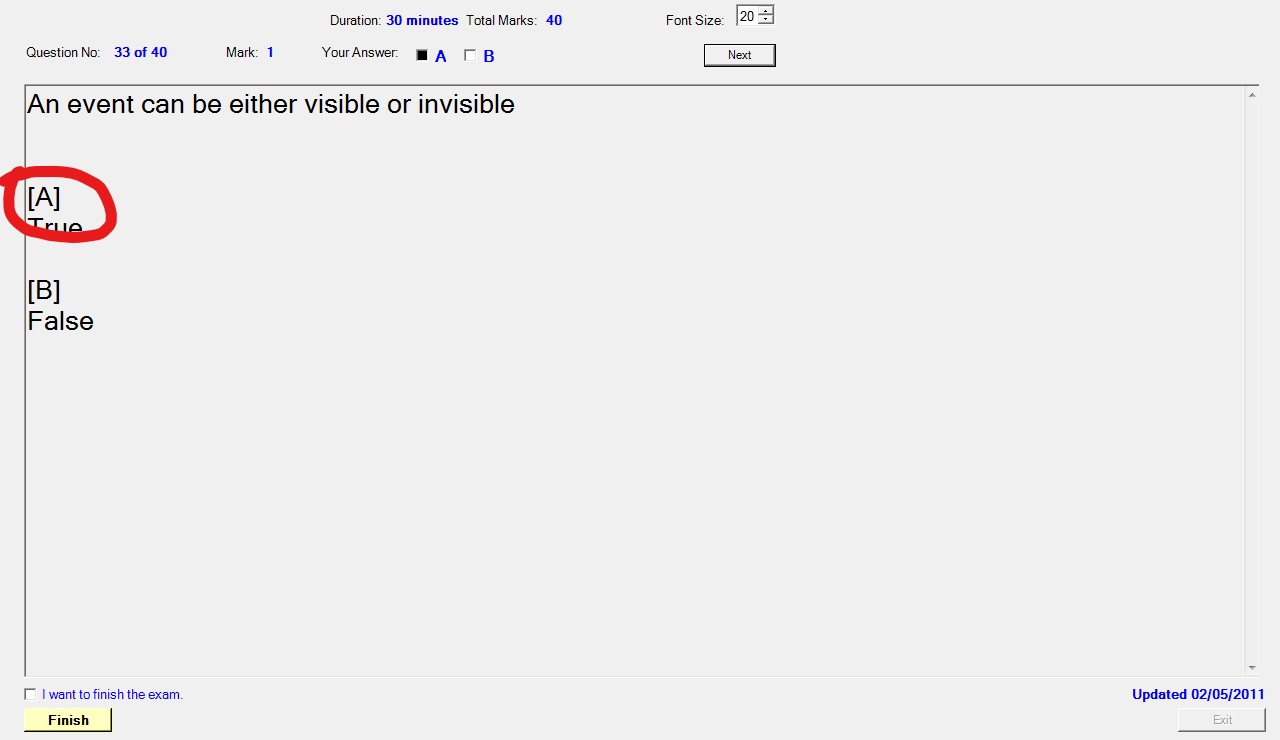 Duration: 30 minutes Total Marks: 40 Font Size: 20
Question No: 33 of 40 Mark: 1 Your Answer: A B Next
An event can be either visible or invisible
[A]
True
[B]
False
I want to finish the exam.
Updated 02/05/2011
Finish
Exit